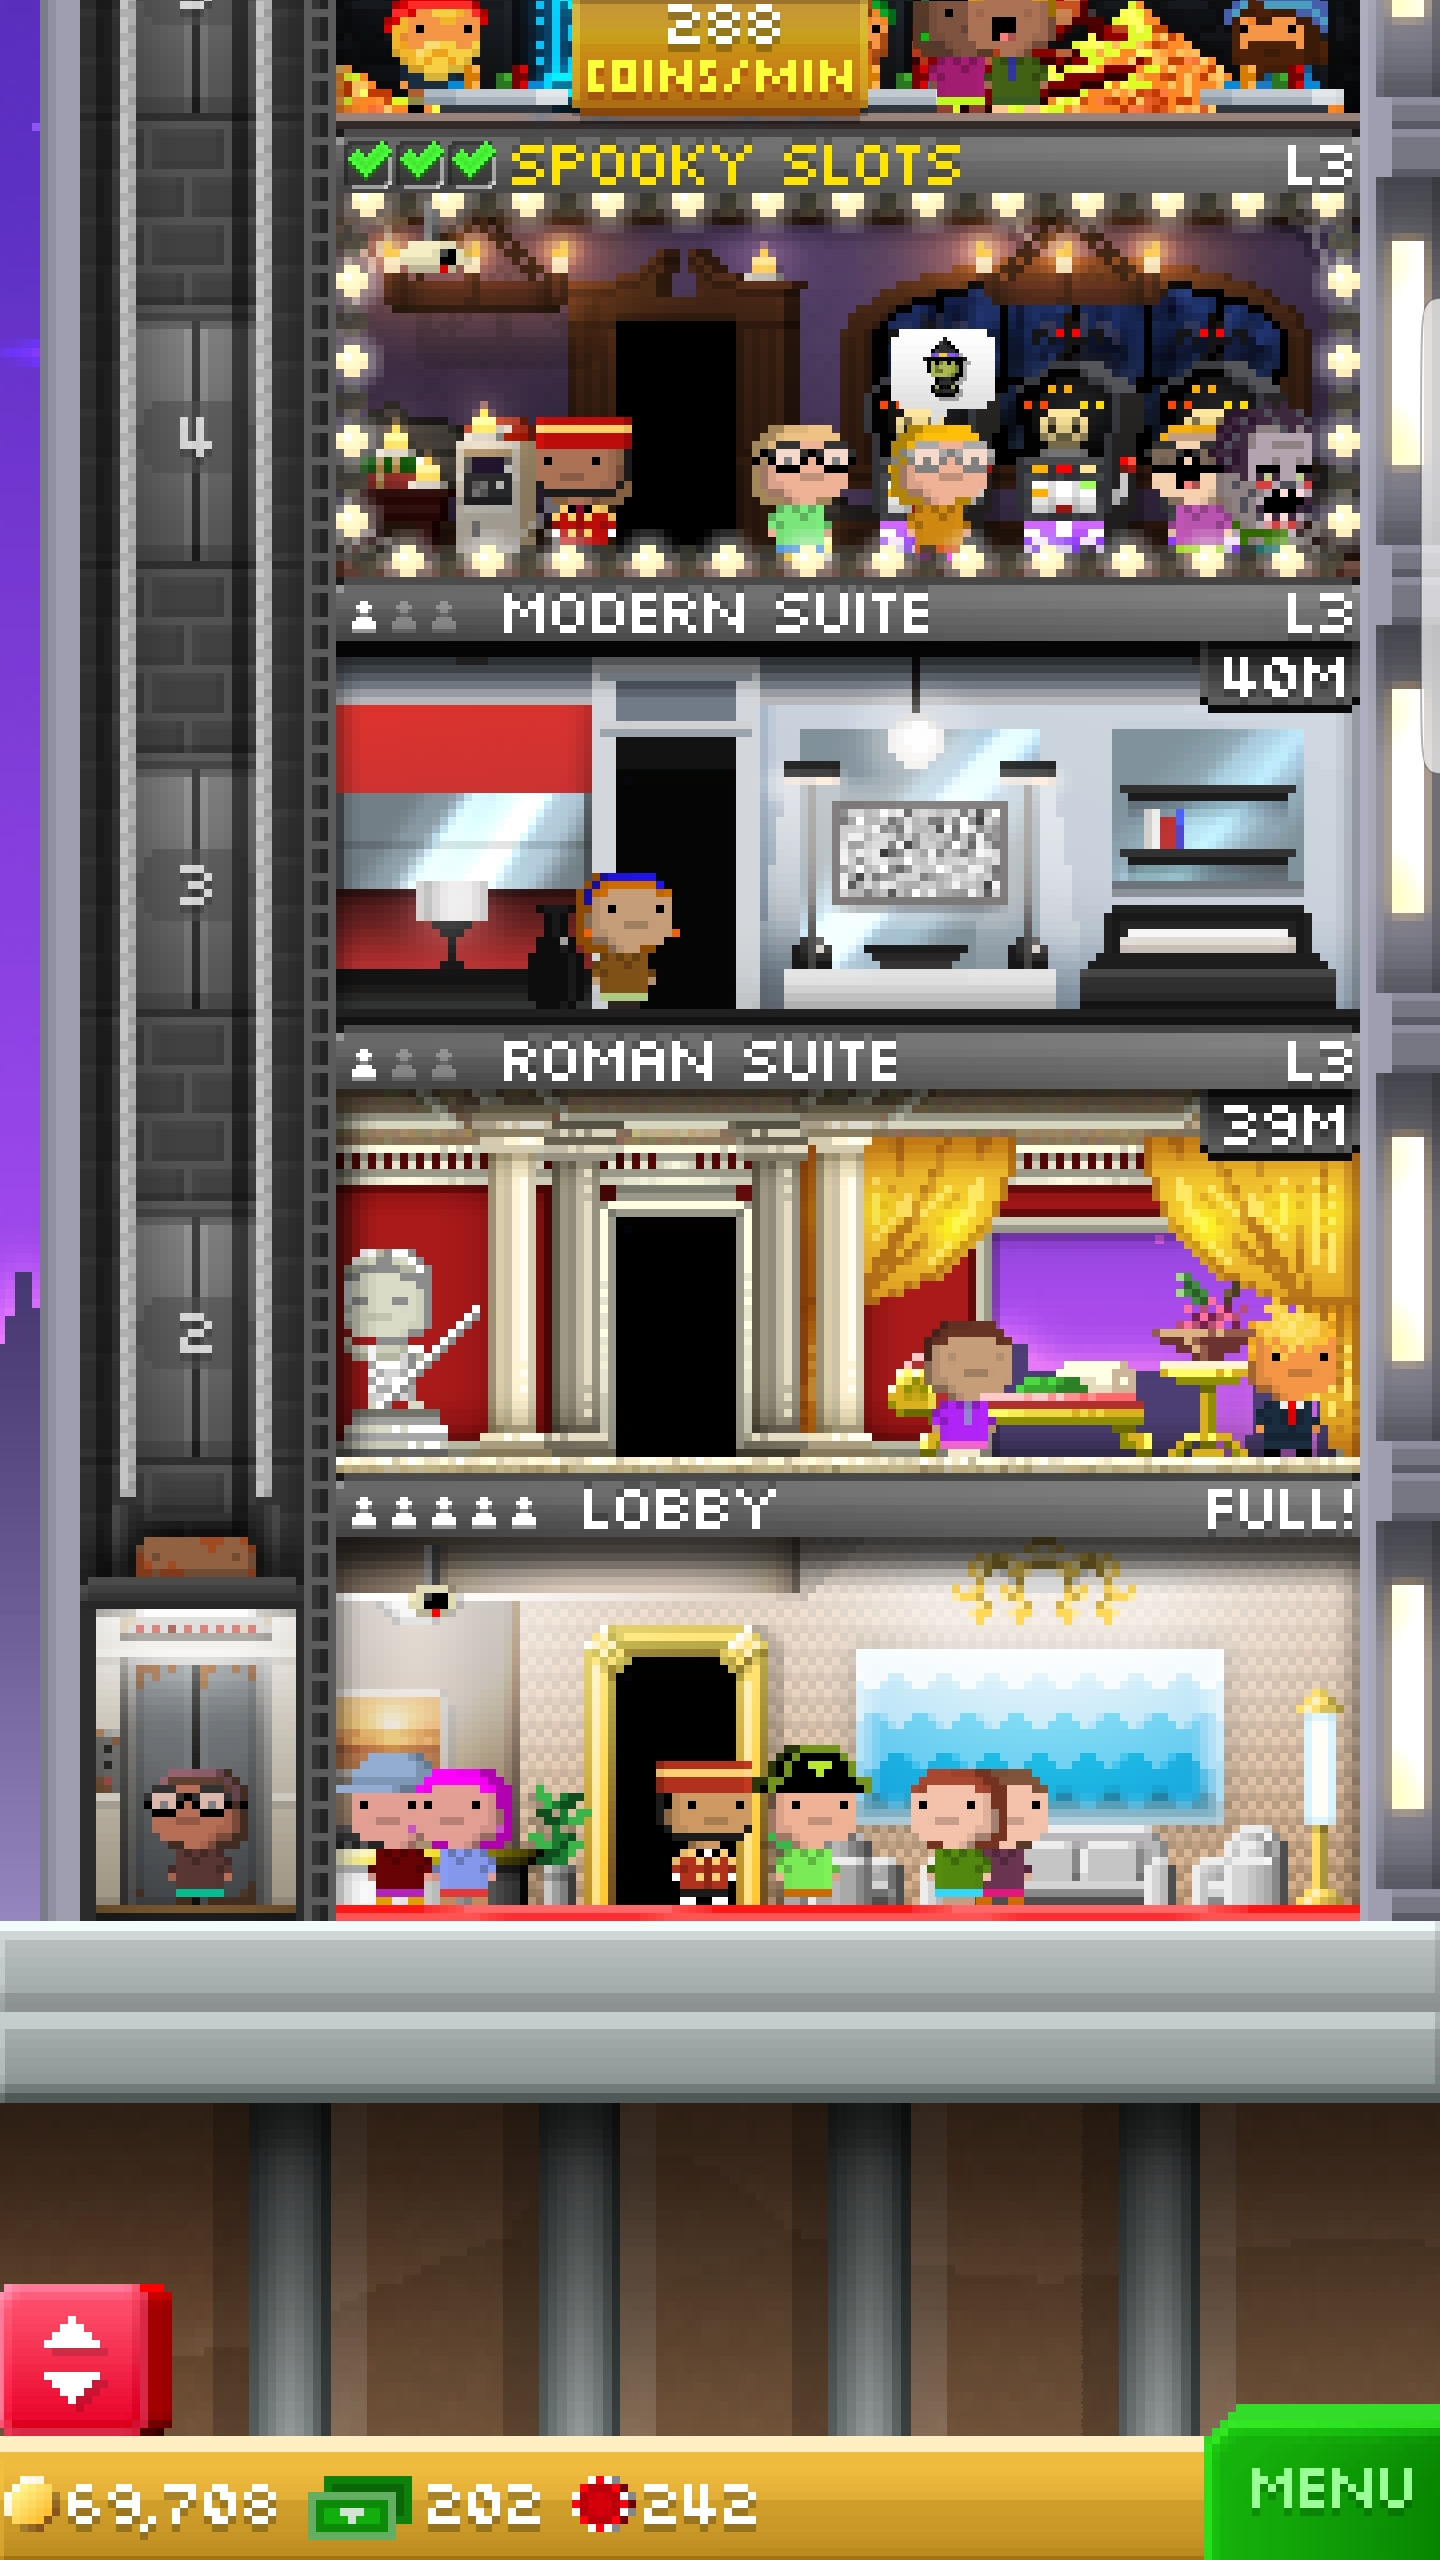 288
COINS/MIN
SPOOKY SLOTS L3
4
MODERN SUITE L3
40M
3
ROMAN SUITE L3
39M
2
LOBBY FULL!
69,708 202 242
MENU